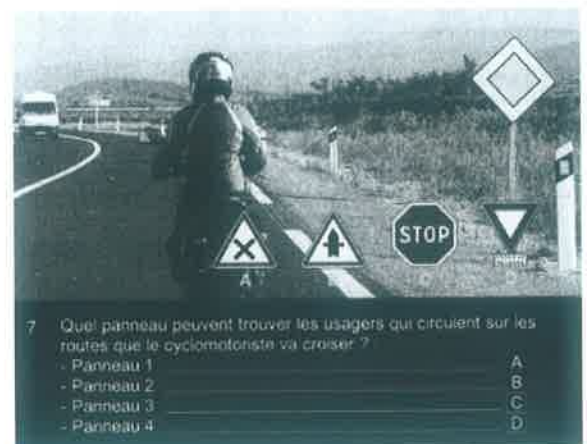 STOP
A
7 Quel panneau peuvent trouver les usagers qui circulent sur les
routes que le cyclomotoriste va croiser ?
- Panneau 1 A
- Panneau 2 B
- Panneau 3 C
- Panneau 4 D